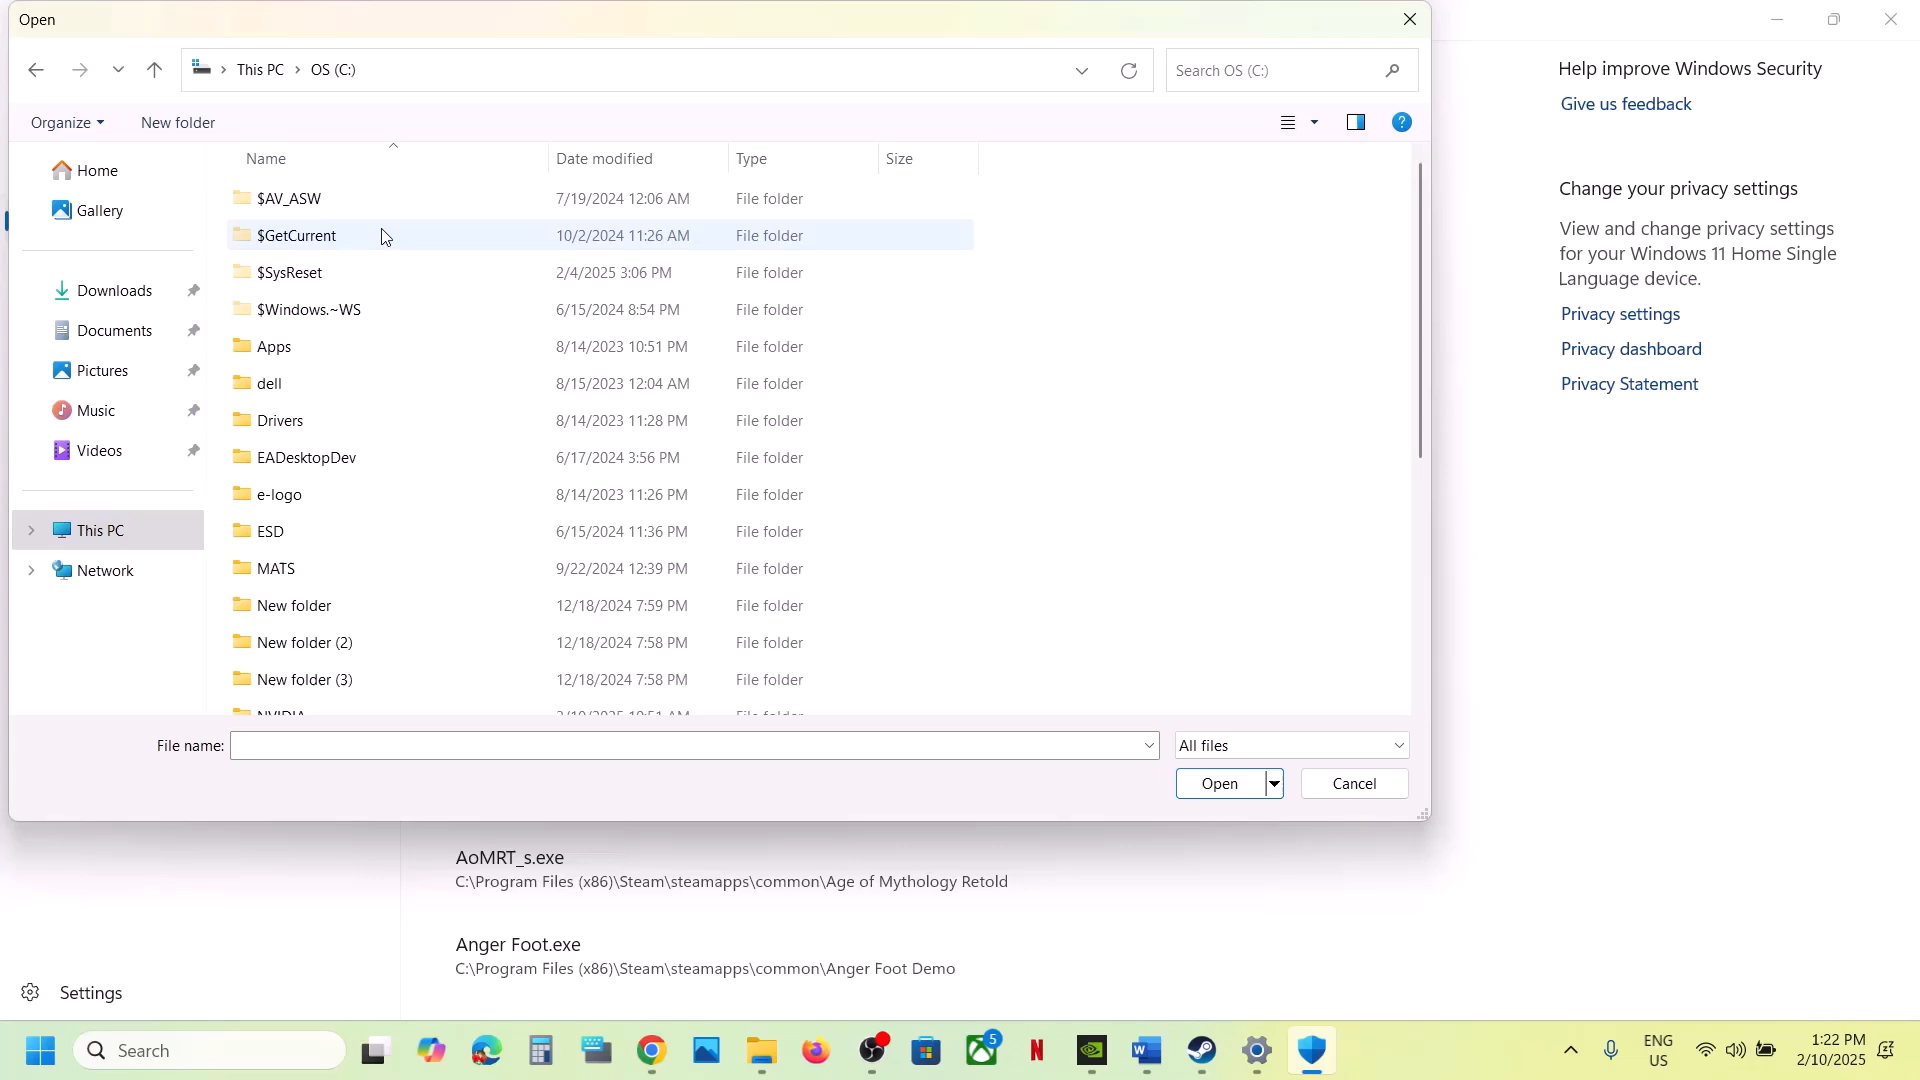 Open
This PC > OS (C:)
Search OS (C:)
Organize
New folder
Name
Date modified
Type
Size
Home
Gallery
Downloads
Documents
Pictures
Music
Videos
This PC
Network
$AV_ASW 7/19/2024 12:06 AM File folder
$GetCurrent 10/2/2024 11:26 AM File folder
$SysReset 2/4/2025 3:06 PM File folder
$Windows.~WS 6/15/2024 8:54 PM File folder
Apps 8/14/2023 10:51 PM File folder
dell 8/15/2023 12:04 AM File folder
Drivers 8/14/2023 11:28 PM File folder
EADesktopDev 6/17/2024 3:56 PM File folder
e-logo 8/14/2023 11:26 PM File folder
ESD 6/15/2024 11:36 PM File folder
MATS 9/22/2024 12:39 PM File folder
New folder 12/18/2024 7:59 PM File folder
New folder (2) 12/18/2024 7:58 PM File folder
New folder (3) 12/18/2024 7:58 PM File folder
File name:
All files
Open
Cancel
Help improve Windows Security
Give us feedback
Change your privacy settings
View and change privacy settings
for your Windows 11 Home Single
Language device.
Privacy settings
Privacy dashboard
Privacy Statement
AoMRT_s.exe
C:\Program Files (x86)\Steam\steamapps\common\Age of Mythology Retold
Anger Foot.exe
C:\Program Files (x86)\Steam\steamapps\common\Anger Foot Demo
Settings
Search
5
ENG
US
1:22 PM
2/10/2025